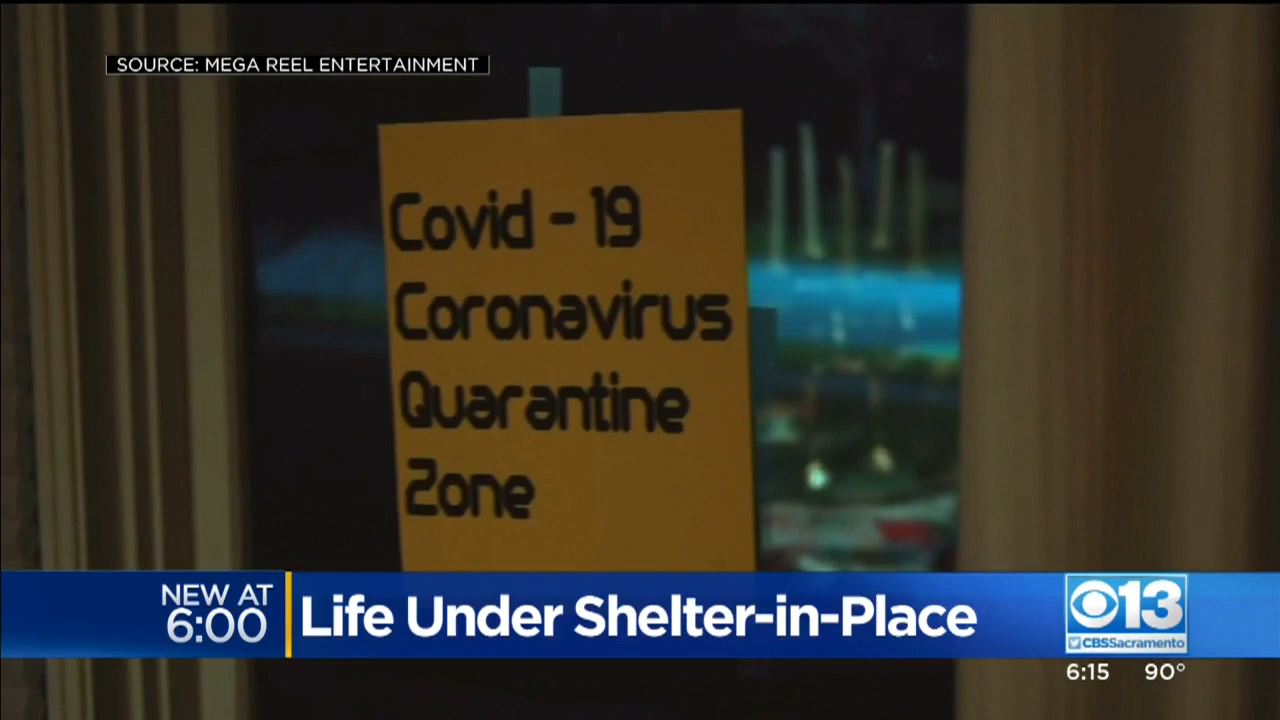 SOURCE: MEGA REEL ENTERTAINMENT
Covid - 19
Coronavirus
Quarantine
Zone
NEW AT
6:00
Life Under Shelter-in-Place
13
CBSSacramento
6:15 90°